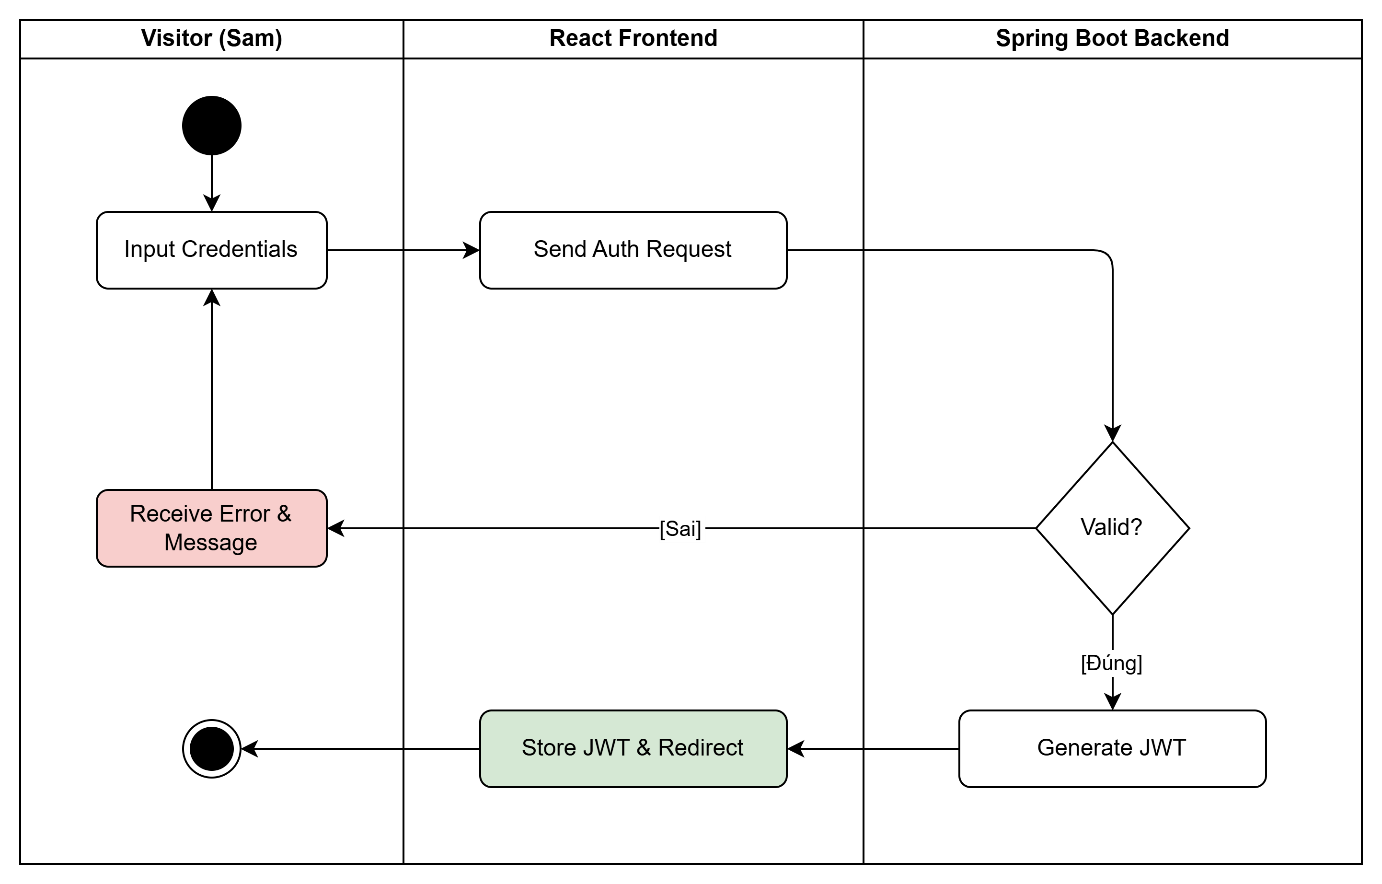 Visitor (Sam)
React Frontend
Spring Boot Backend
Input Credentials
Send Auth Request
Receive Error &
Message
[Sai]
Valid?
[Đúng]
Store JWT & Redirect
Generate JWT